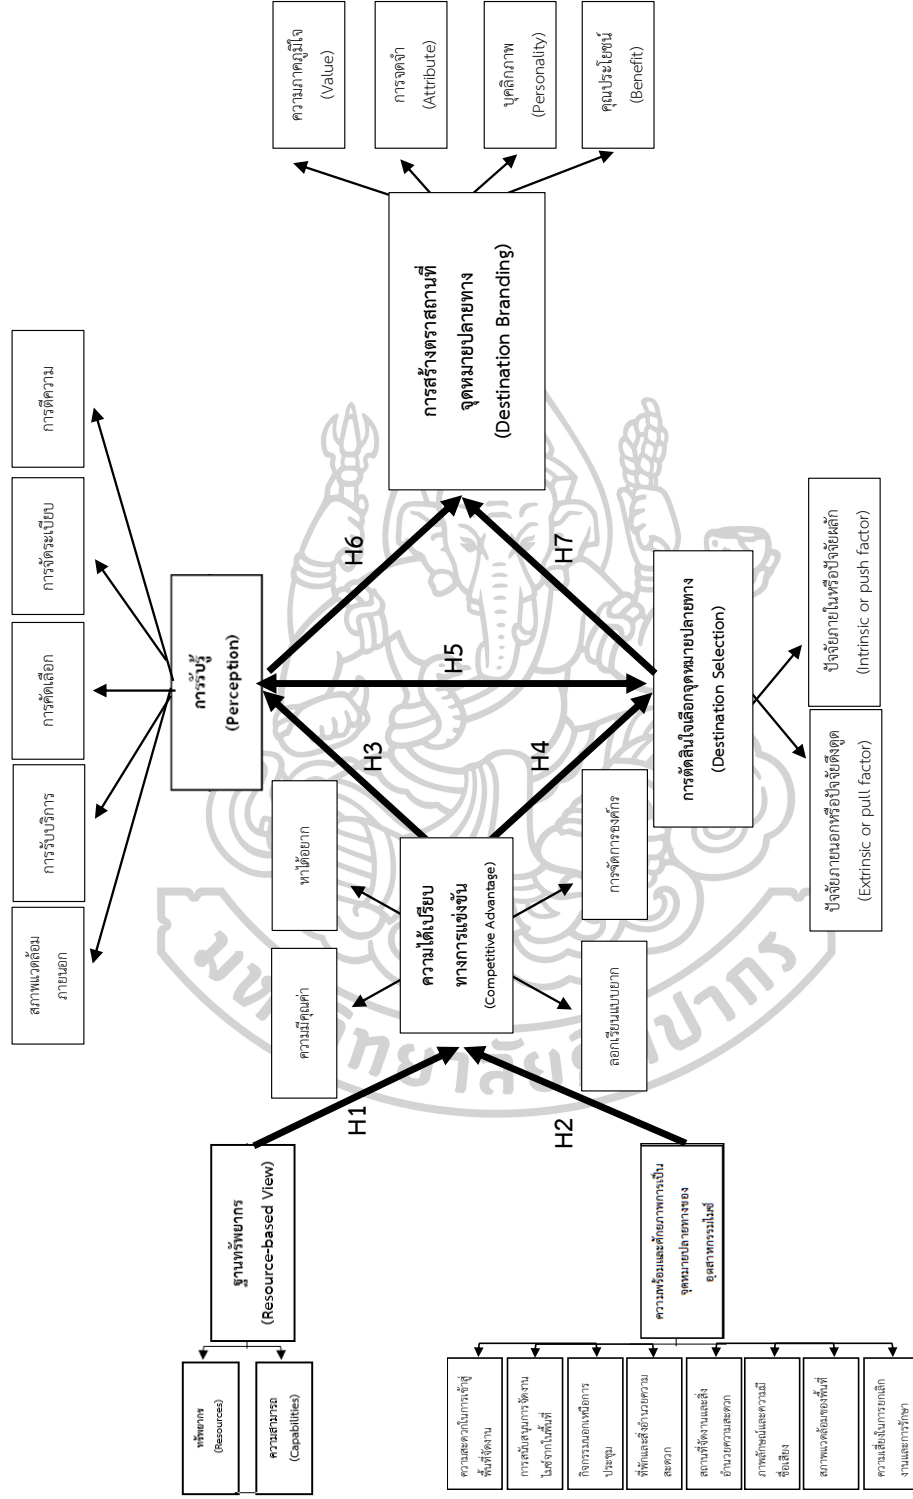 ทรัพยากร
(Resources)
ความสามารถ
(Capabilities)
ฐานทรัพยากร
(Resource-based View)
ความสะดวกในการเข้าสู่
พื้นที่จัดงาน
การสนับสนุนการจัดงาน
ไมซ์จากในพื้นที่
กิจกรรมนอกเหนือการ
ประชุม
ที่พักและสิ่งอำนวยความ
สะดวก
สถานที่จัดงานและสิ่ง
อำนวยความสะดวก
ภาพลักษณ์และความมี
ชื่อเสียง
สภาพแวดล้อมของพื้นที่
ความเสี่ยงในการยกเลิก
งานและการรักษา
ความพร้อมและศักยภาพการเป็น
จุดหมายปลายทางของ
อุตสาหกรรมไมซ์
H1
H2
ความมีคุณค่า
หาได้อยาก
ความได้เปรียบ
ทางการแข่งขัน
(Competitive Advantage)
ลอกเรียนแบบยาก
การจัดการองค์กร
H3
H4
สภาพแวดล้อม
ภายนอก
การรับบริการ
การคัดเลือก
การจัดระเบียบ
การตีความ
การรับรู้
(Perception)
H5
การตัดสินใจเลือกจุดหมายปลายทาง
(Destination Selection)
ปัจจัยภายนอกหรือปัจจัยดึงดูด
(Extrinsic or pull factor)
ปัจจัยภายในหรือปัจจัยผลัก
(Intrinsic or push factor)
H6
H7
การสร้างตราสถานที่
จุดหมายปลายทาง
(Destination Branding)
ความภาคภูมิใจ
(Value)
การจดจำ
(Attribute)
บุคลิกภาพ
(Personality)
คุณประโยชน์
(Benefit)
มหาวิทยาลัยศิลปากร